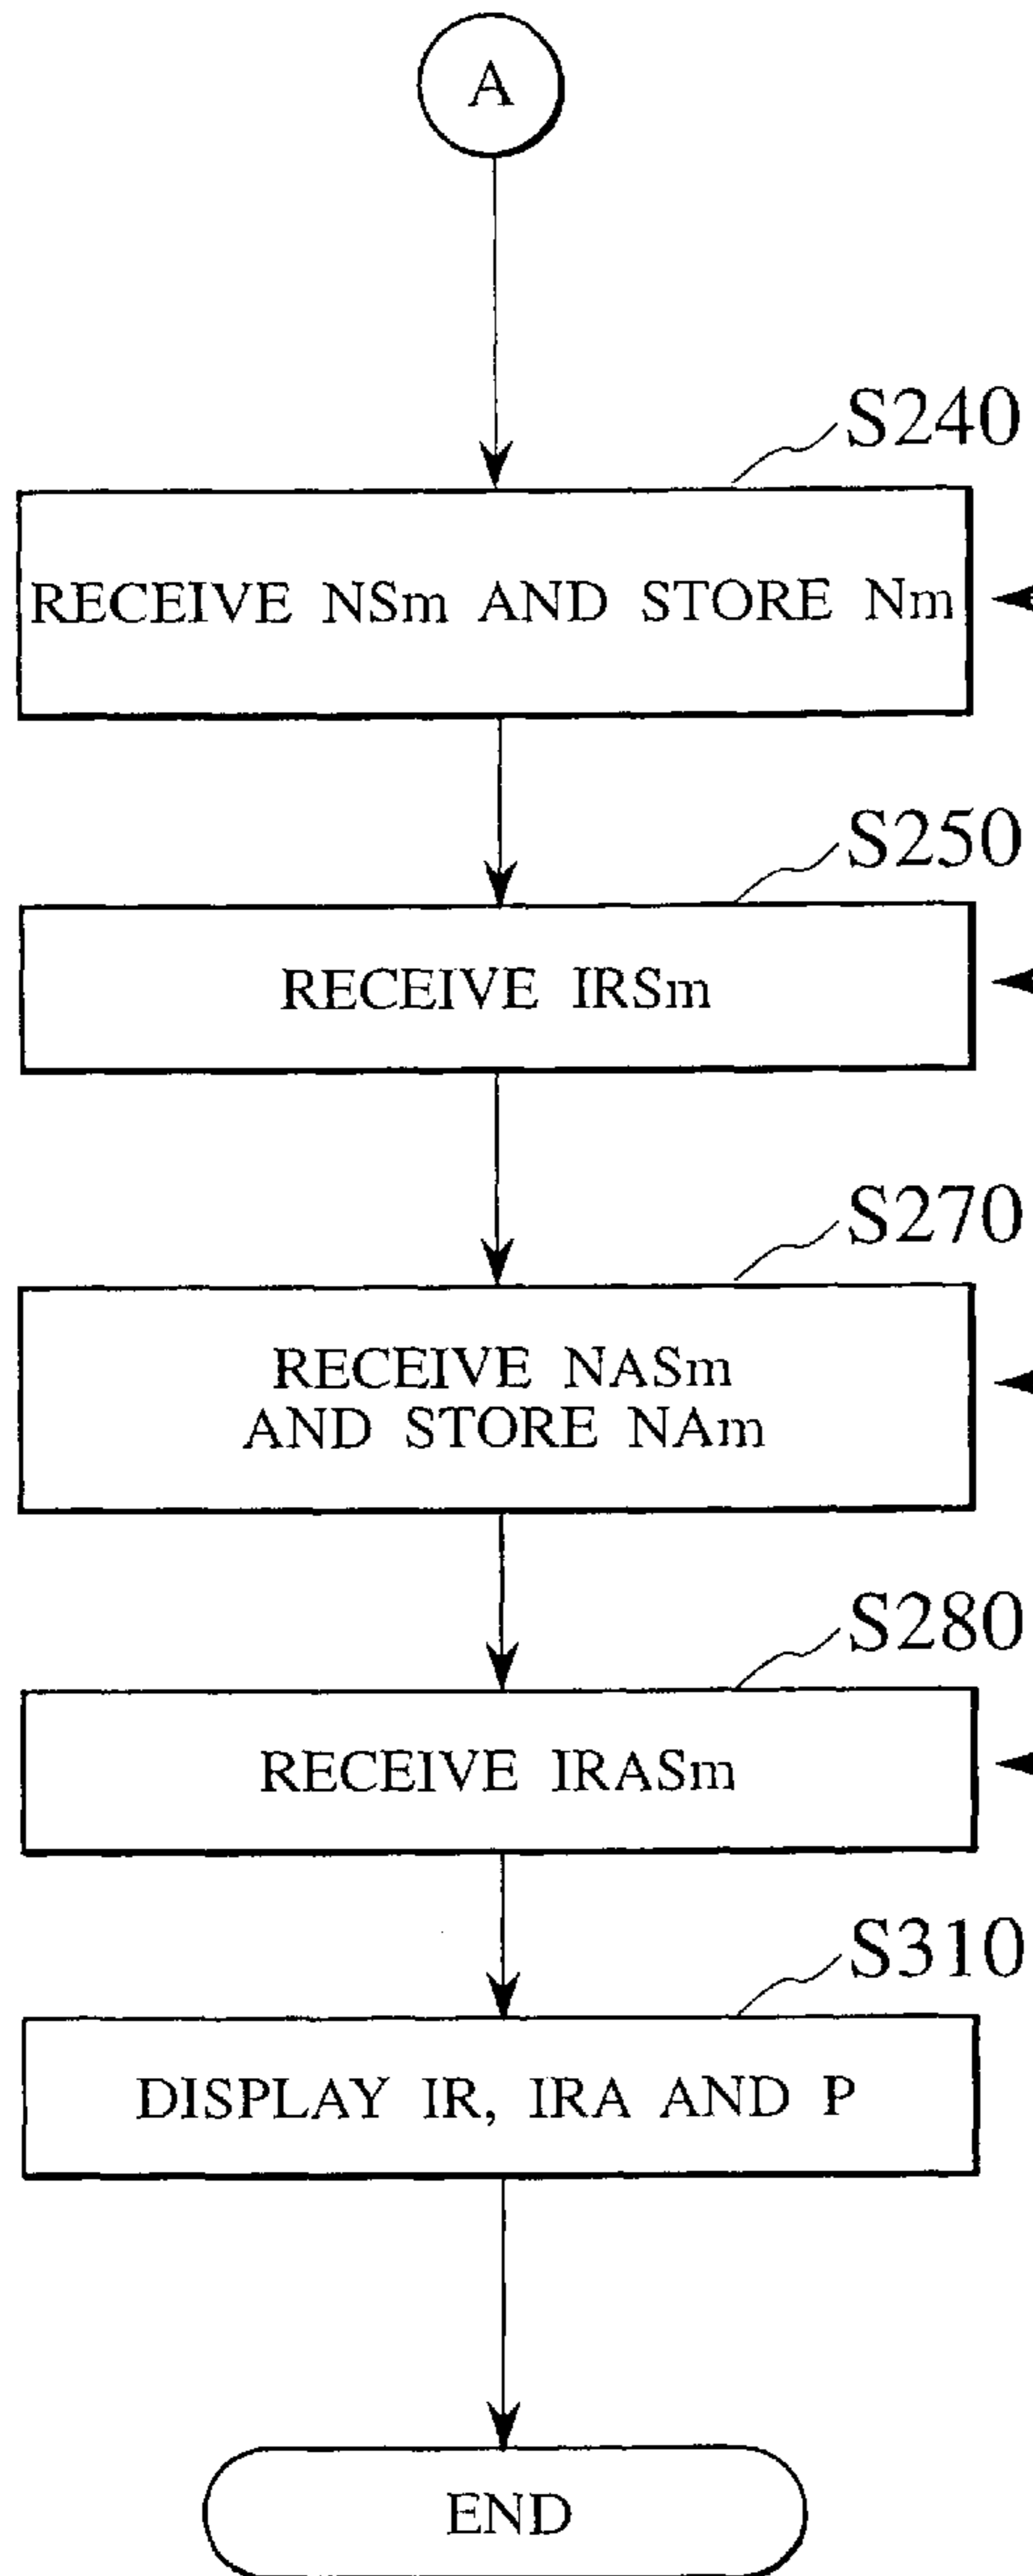 A
S240
RECEIVE NSm AND STORE Nm
S250
RECEIVE IRSm
S270
RECEIVE NASm
AND STORE NAm
S280
RECEIVE IRASm
S310
DISPLAY IR, IRA AND P
END